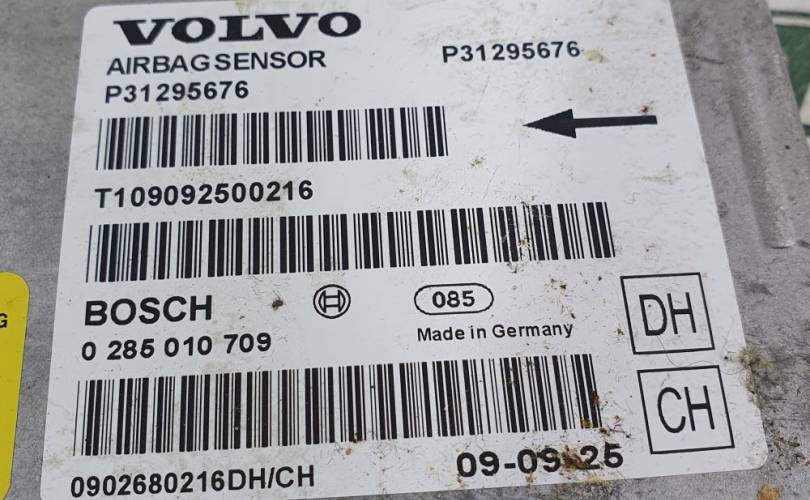 VOLVO
AIRBAG SENSOR
P31295676
P31295676
T109092500216
BOSCH
085
0 285 010 709
Made in Germany
DH
CH
0902680216DH/CH
09-09-25
G